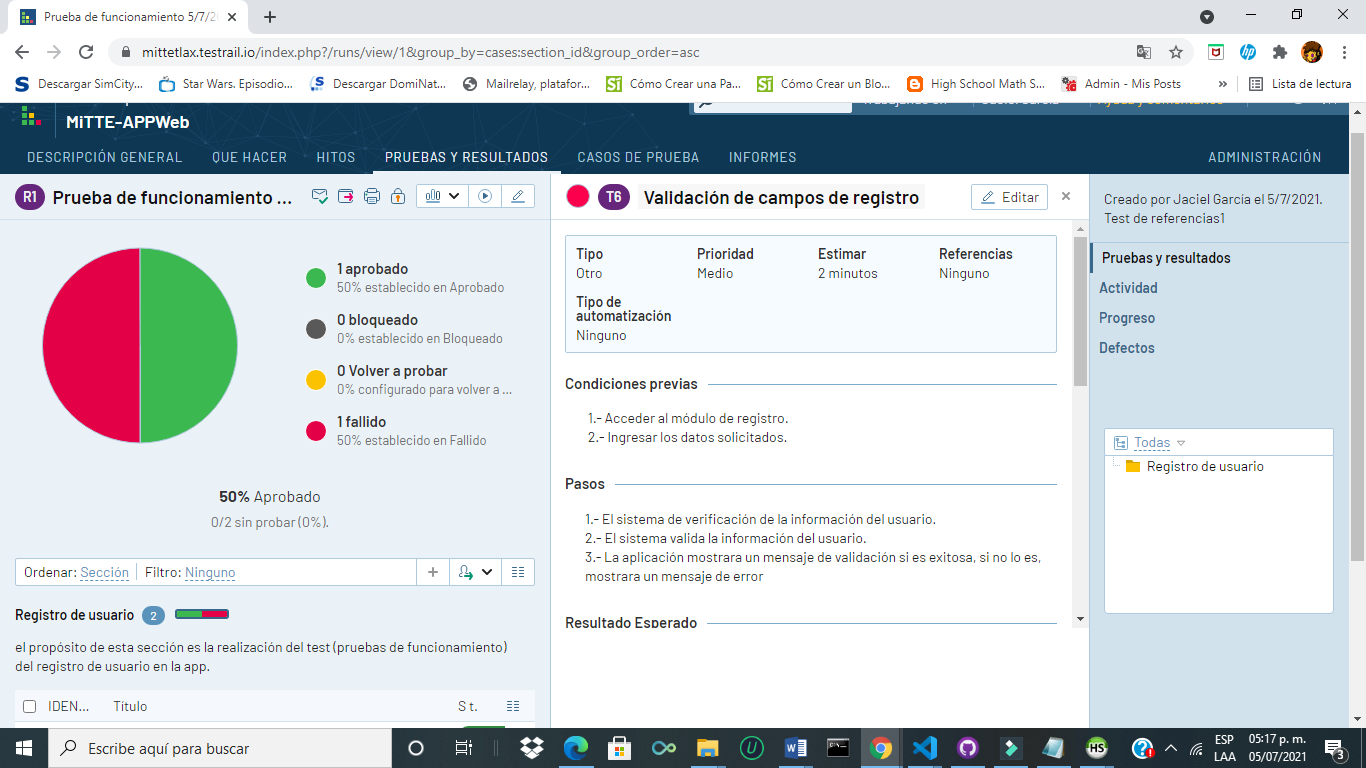 Prueba de funcionamiento 5/7/2
mittetlax.testrail.io/index.php?/runs/view/1&group_by=cases:section_id&group_order=asc
Descargar SimCity...
Star Wars. Episodio...
Descargar DomiNat...
Mailrelay, platafor...
Cómo Crear una Pa...
Cómo Crear un Blo...
High School Math S...
Admin - Mis Posts
»
Lista de lectura
MiTTE-APPWeb
DESCRIPCIÓN GENERAL
QUE HACER
HITOS
PRUEBAS Y RESULTADOS
CASOS DE PRUEBA
INFORMES
ADMINISTRACIÓN
R1 Prueba de funcionamiento ...
1 aprobado
50% establecido en Aprobado
0 bloqueado
0% establecido en Bloqueado
0 Volver a probar
0% configurado para volver a ...
1 fallido
50% establecido en Fallido
50% Aprobado
0/2 sin probar (0%).
Ordenar: Sección
Filtro: Ninguno
Registro de usuario 2
el propósito de esta sección es la realización del test (pruebas de funcionamiento)
del registro de usuario en la app.
IDEN... Título S t.
T6 Validación de campos de registro
Editar
Tipo Prioridad Estimar Referencias
Otro Medio 2 minutos Ninguno
Tipo de
automatización
Ninguno
Condiciones previas
1.- Acceder al módulo de registro.
2.- Ingresar los datos solicitados.
Pasos
1.- El sistema de verificación de la información del usuario.
2.- El sistema valida la información del usuario.
3.- La aplicación mostrara un mensaje de validación si es exitosa, si no lo es,
mostrara un mensaje de error
Resultado Esperado
Creado por Jaciel García el 5/7/2021.
Test de referencias1
Pruebas y resultados
Actividad
Progreso
Defectos
Todas
Registro de usuario
Escribe aquí para buscar
ESP
LAA
05:17 p. m.
05/07/2021
3